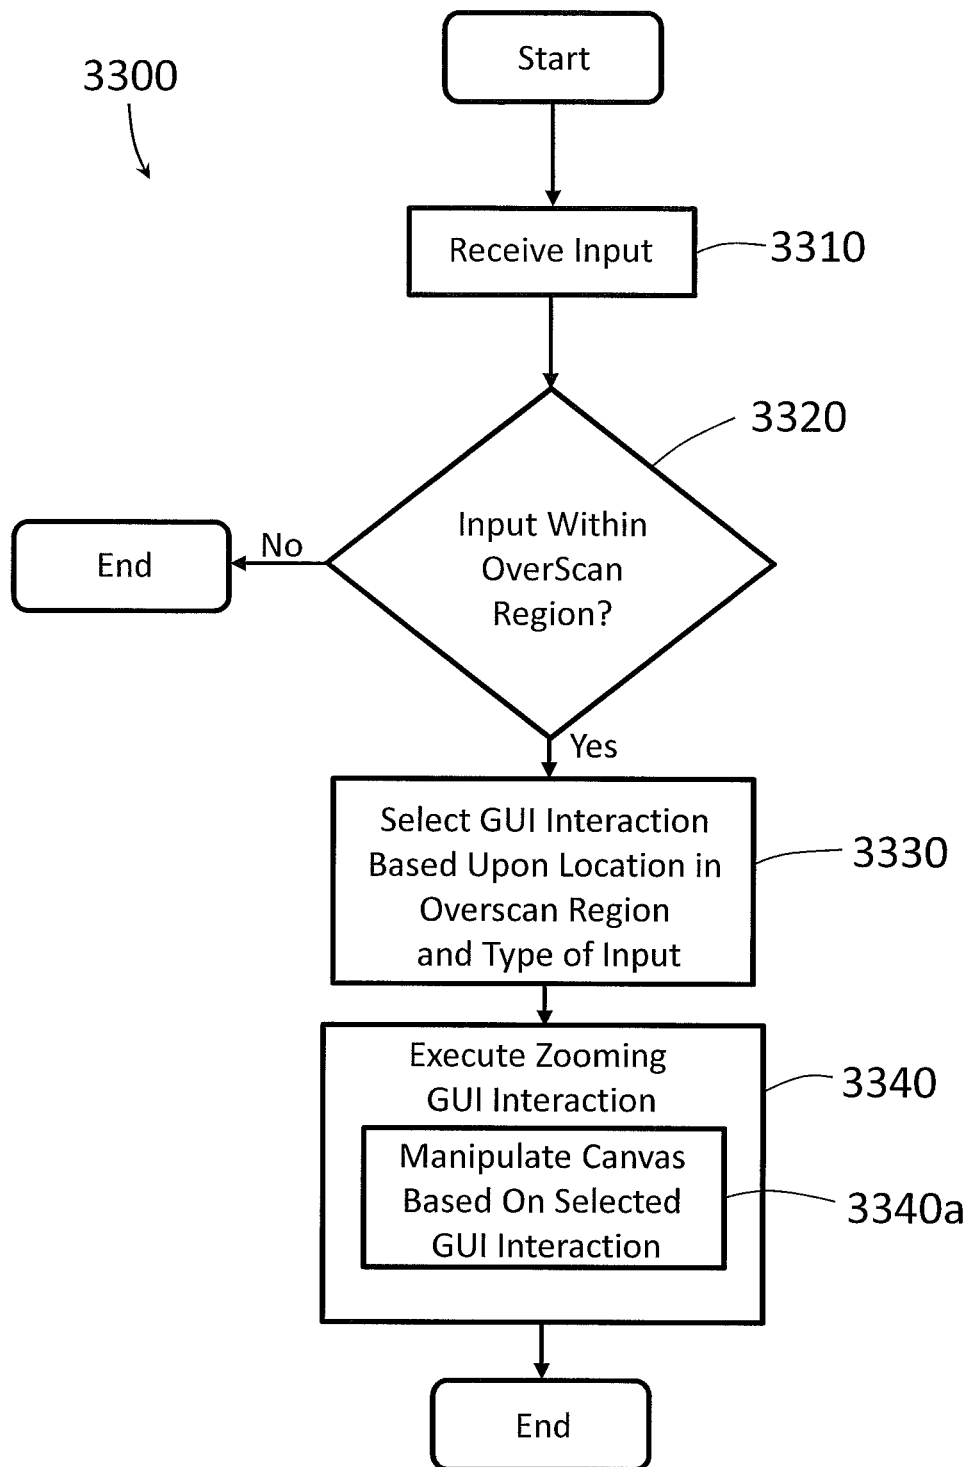 Start
3300
Receive Input
3310
3320
Input Within
OverScan
Region?
No
End
Yes
Select GUI Interaction
Based Upon Location in
Overscan Region
and Type of Input
3330
Execute Zooming
GUI Interaction
3340
Manipulate Canvas
Based On Selected
GUI Interaction
3340a
End